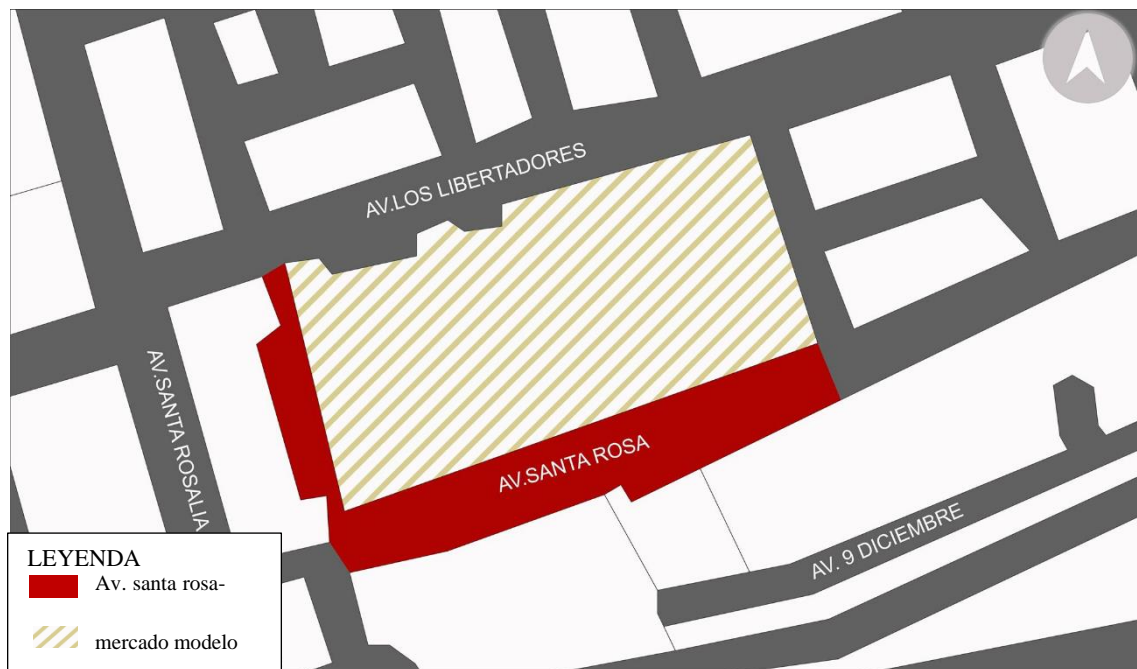 AV.LOS LIBERTADORES
AV.SANTA ROSALIA
AV.SANTA ROSA
AV. 9 DICIEMBRE
LEYENDA
Av. santa rosa-
mercado modelo